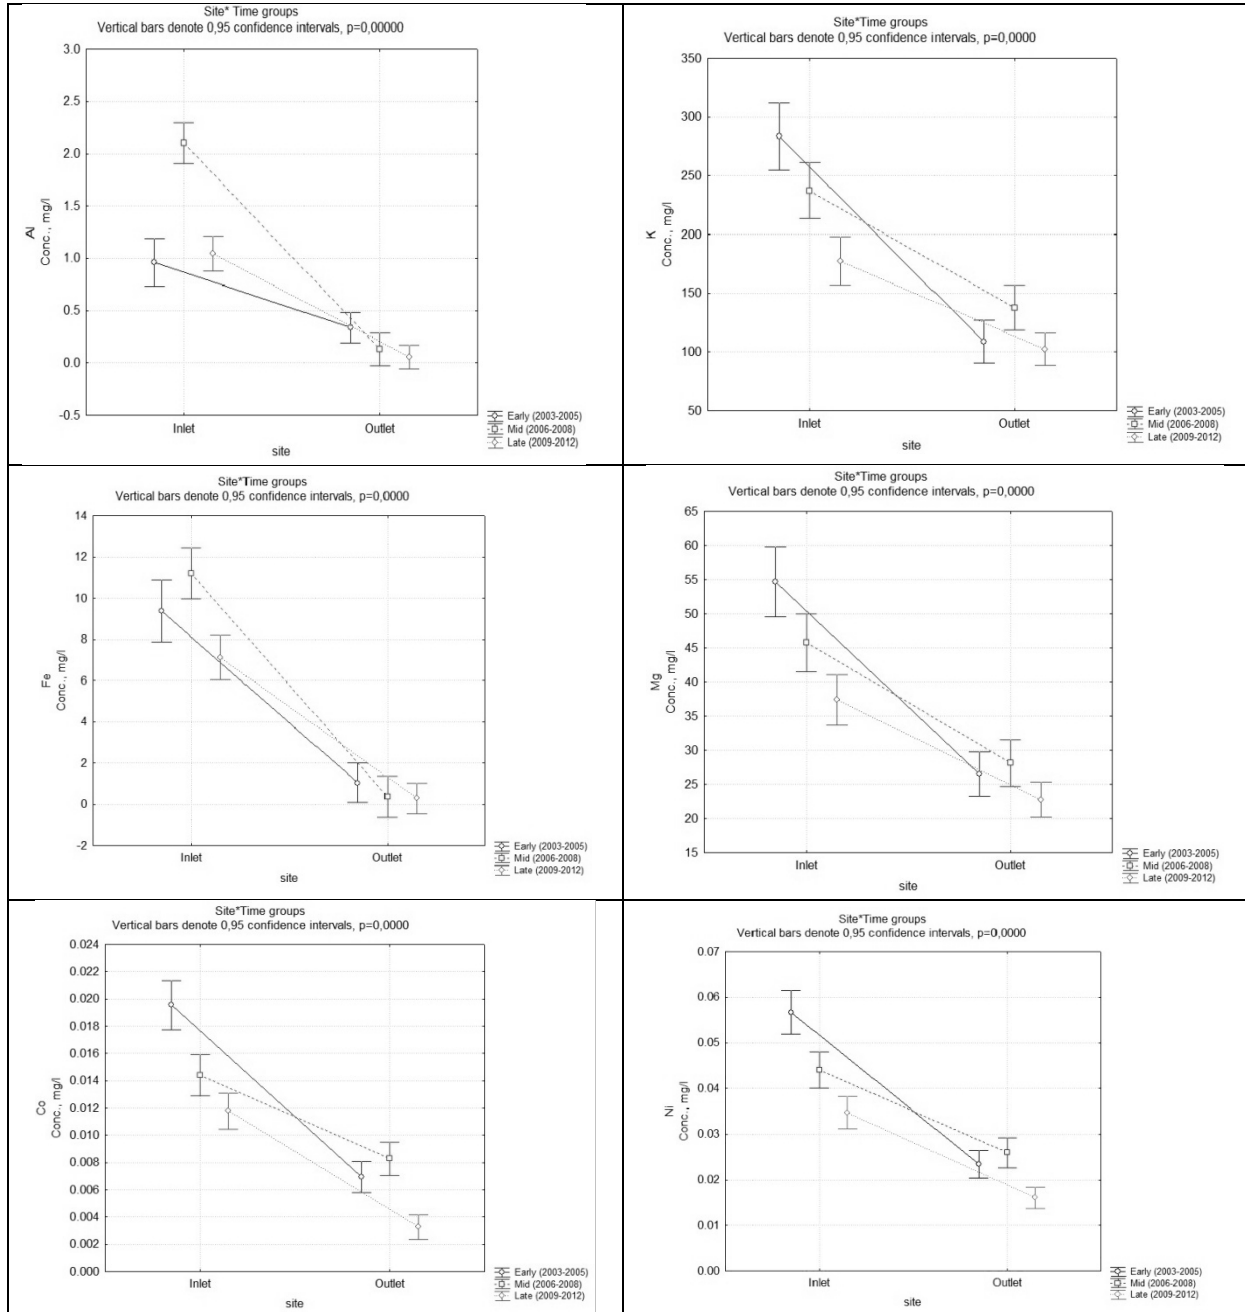 Site* Time groups
Vertical bars denote 0,95 confidence intervals, p=0,00000
3.0
2.5
2.0
1.5
1.0
0.5
0.0
-0.5
Al
Conc., mg/l
Inlet
Outlet
site
Early (2003-2005)
Mid (2006-2008)
Late (2009-2012)
Site*Time groups
Vertical bars denote 0,95 confidence intervals, p=0,0000
350
300
250
200
150
100
50
K
Conc., mg/l
Inlet
Outlet
site
Early (2003-2005)
Mid (2006-2008)
Late (2009-2012)
Site*Time groups
Vertical bars denote 0,95 confidence intervals, p=0,0000
14
12
10
8
6
4
2
0
-2
Fe
Conc., mg/l
Inlet
Outlet
site
Early (2003-2005)
Mid (2006-2008)
Late (2009-2012)
Site*Time groups
Vertical bars denote 0,95 confidence intervals, p=0,0000
65
60
55
50
45
40
35
30
25
20
15
Mg
Conc., mg/l
Inlet
Outlet
site
Early (2003-2005)
Mid (2006-2008)
Late (2009-2012)
Site*Time groups
Vertical bars denote 0,95 confidence intervals, p=0,0000
0.024
0.022
0.020
0.018
0.016
0.014
0.012
0.010
0.008
0.006
0.004
0.002
0.000
Co
Conc., mg/l
Inlet
Outlet
site
Early (2003-2005)
Mid (2006-2008)
Late (2009-2012)
Site*Time groups
Vertical bars denote 0,95 confidence intervals, p=0,0000
0.07
0.06
0.05
0.04
0.03
0.02
0.01
0.00
Ni
Conc., mg/l
Inlet
Outlet
site
Early (2003-2005)
Mid (2006-2008)
Late (2009-2012)